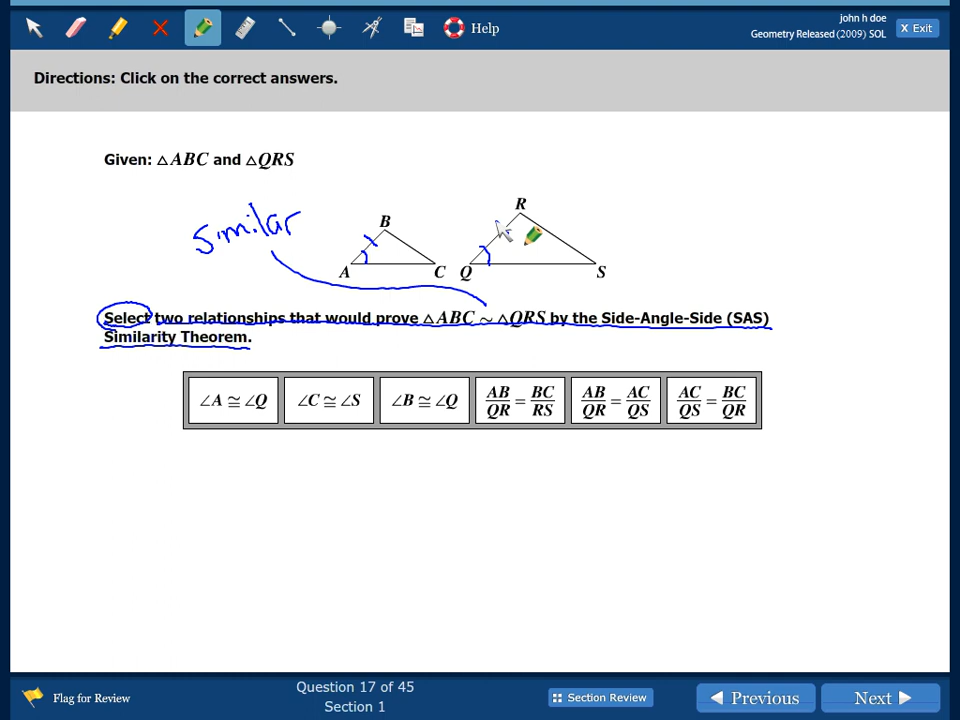 john h doe
Help
Geometry Released (2009) SOL
X Exit
Directions: Click on the correct answers.
Given: △ABC and △QRS
Similar
B
A
C
R
Q
S
Select two relationships that would prove △ABC ~ △QRS by the Side-Angle-Side (SAS)
Similarity Theorem.
∠A ≅ ∠Q
∠C ≅ ∠S
∠B ≅ ∠Q
AB/QR = BC/RS
AB/QR = AC/QS
AC/QS = BC/QR
Flag for Review
Question 17 of 45
Section 1
Section Review
Previous
Next